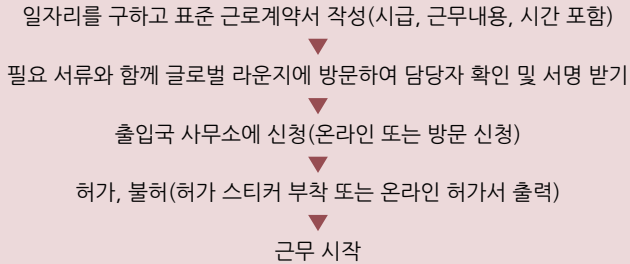 일자리를 구하고 표준 근로계약서 작성(시급, 근무내용, 시간 포함)
필요 서류와 함께 글로벌 라운지에 방문하여 담당자 확인 및 서명 받기
출입국 사무소에 신청(온라인 또는 방문 신청)
허가, 불허(허가 스티커 부착 또는 온라인 허가서 출력)
근무 시작